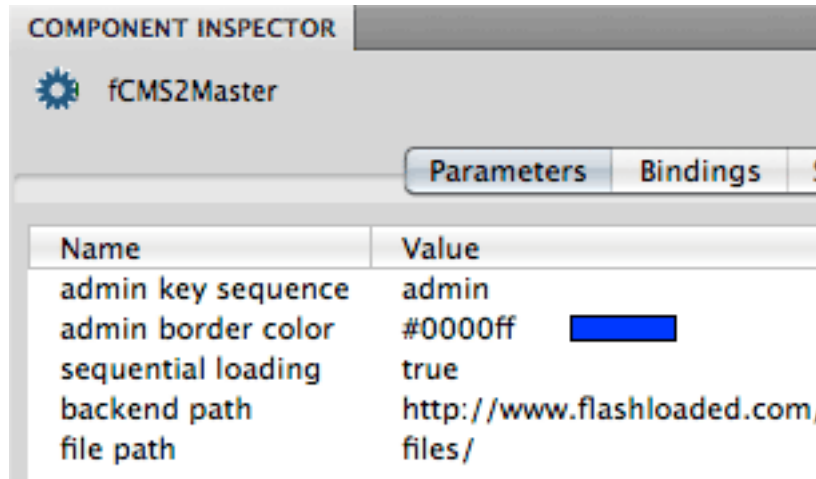 COMPONENT INSPECTOR
fCMS2Master
Parameters Bindings
Name Value
admin key sequence admin
admin border color #0000ff
sequential loading true
backend path http://www.flashloaded.com/
file path files/